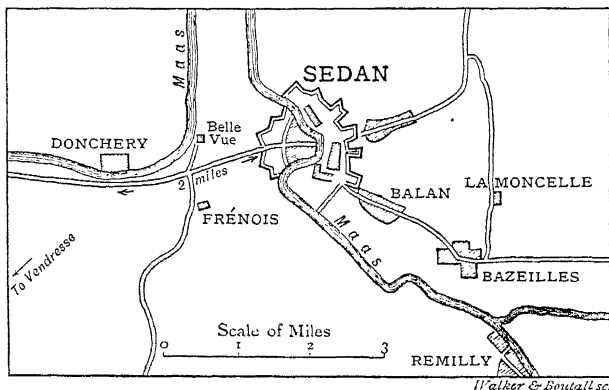 SEDAN
Maas
Belle
Vue
DONCHERY
2 miles
BALAN
LA MONCELLE
FRÉNOIS
Maas
BAZEILLES
To Vendresse
Scale of Miles
0 1 2 3
REMILLY
Walker & Boutall sc